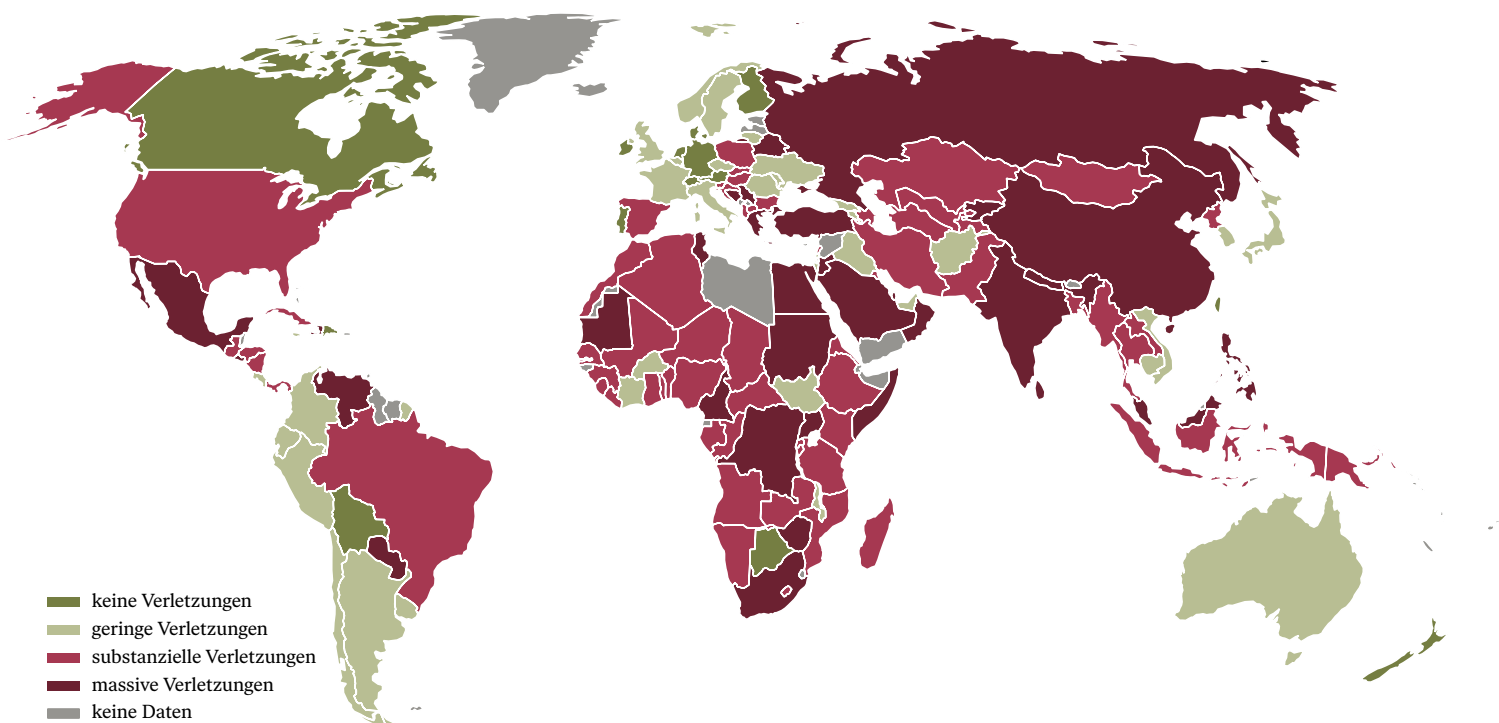 keine Verletzungen
geringe Verletzungen
substanzielle Verletzungen
massive Verletzungen
keine Daten